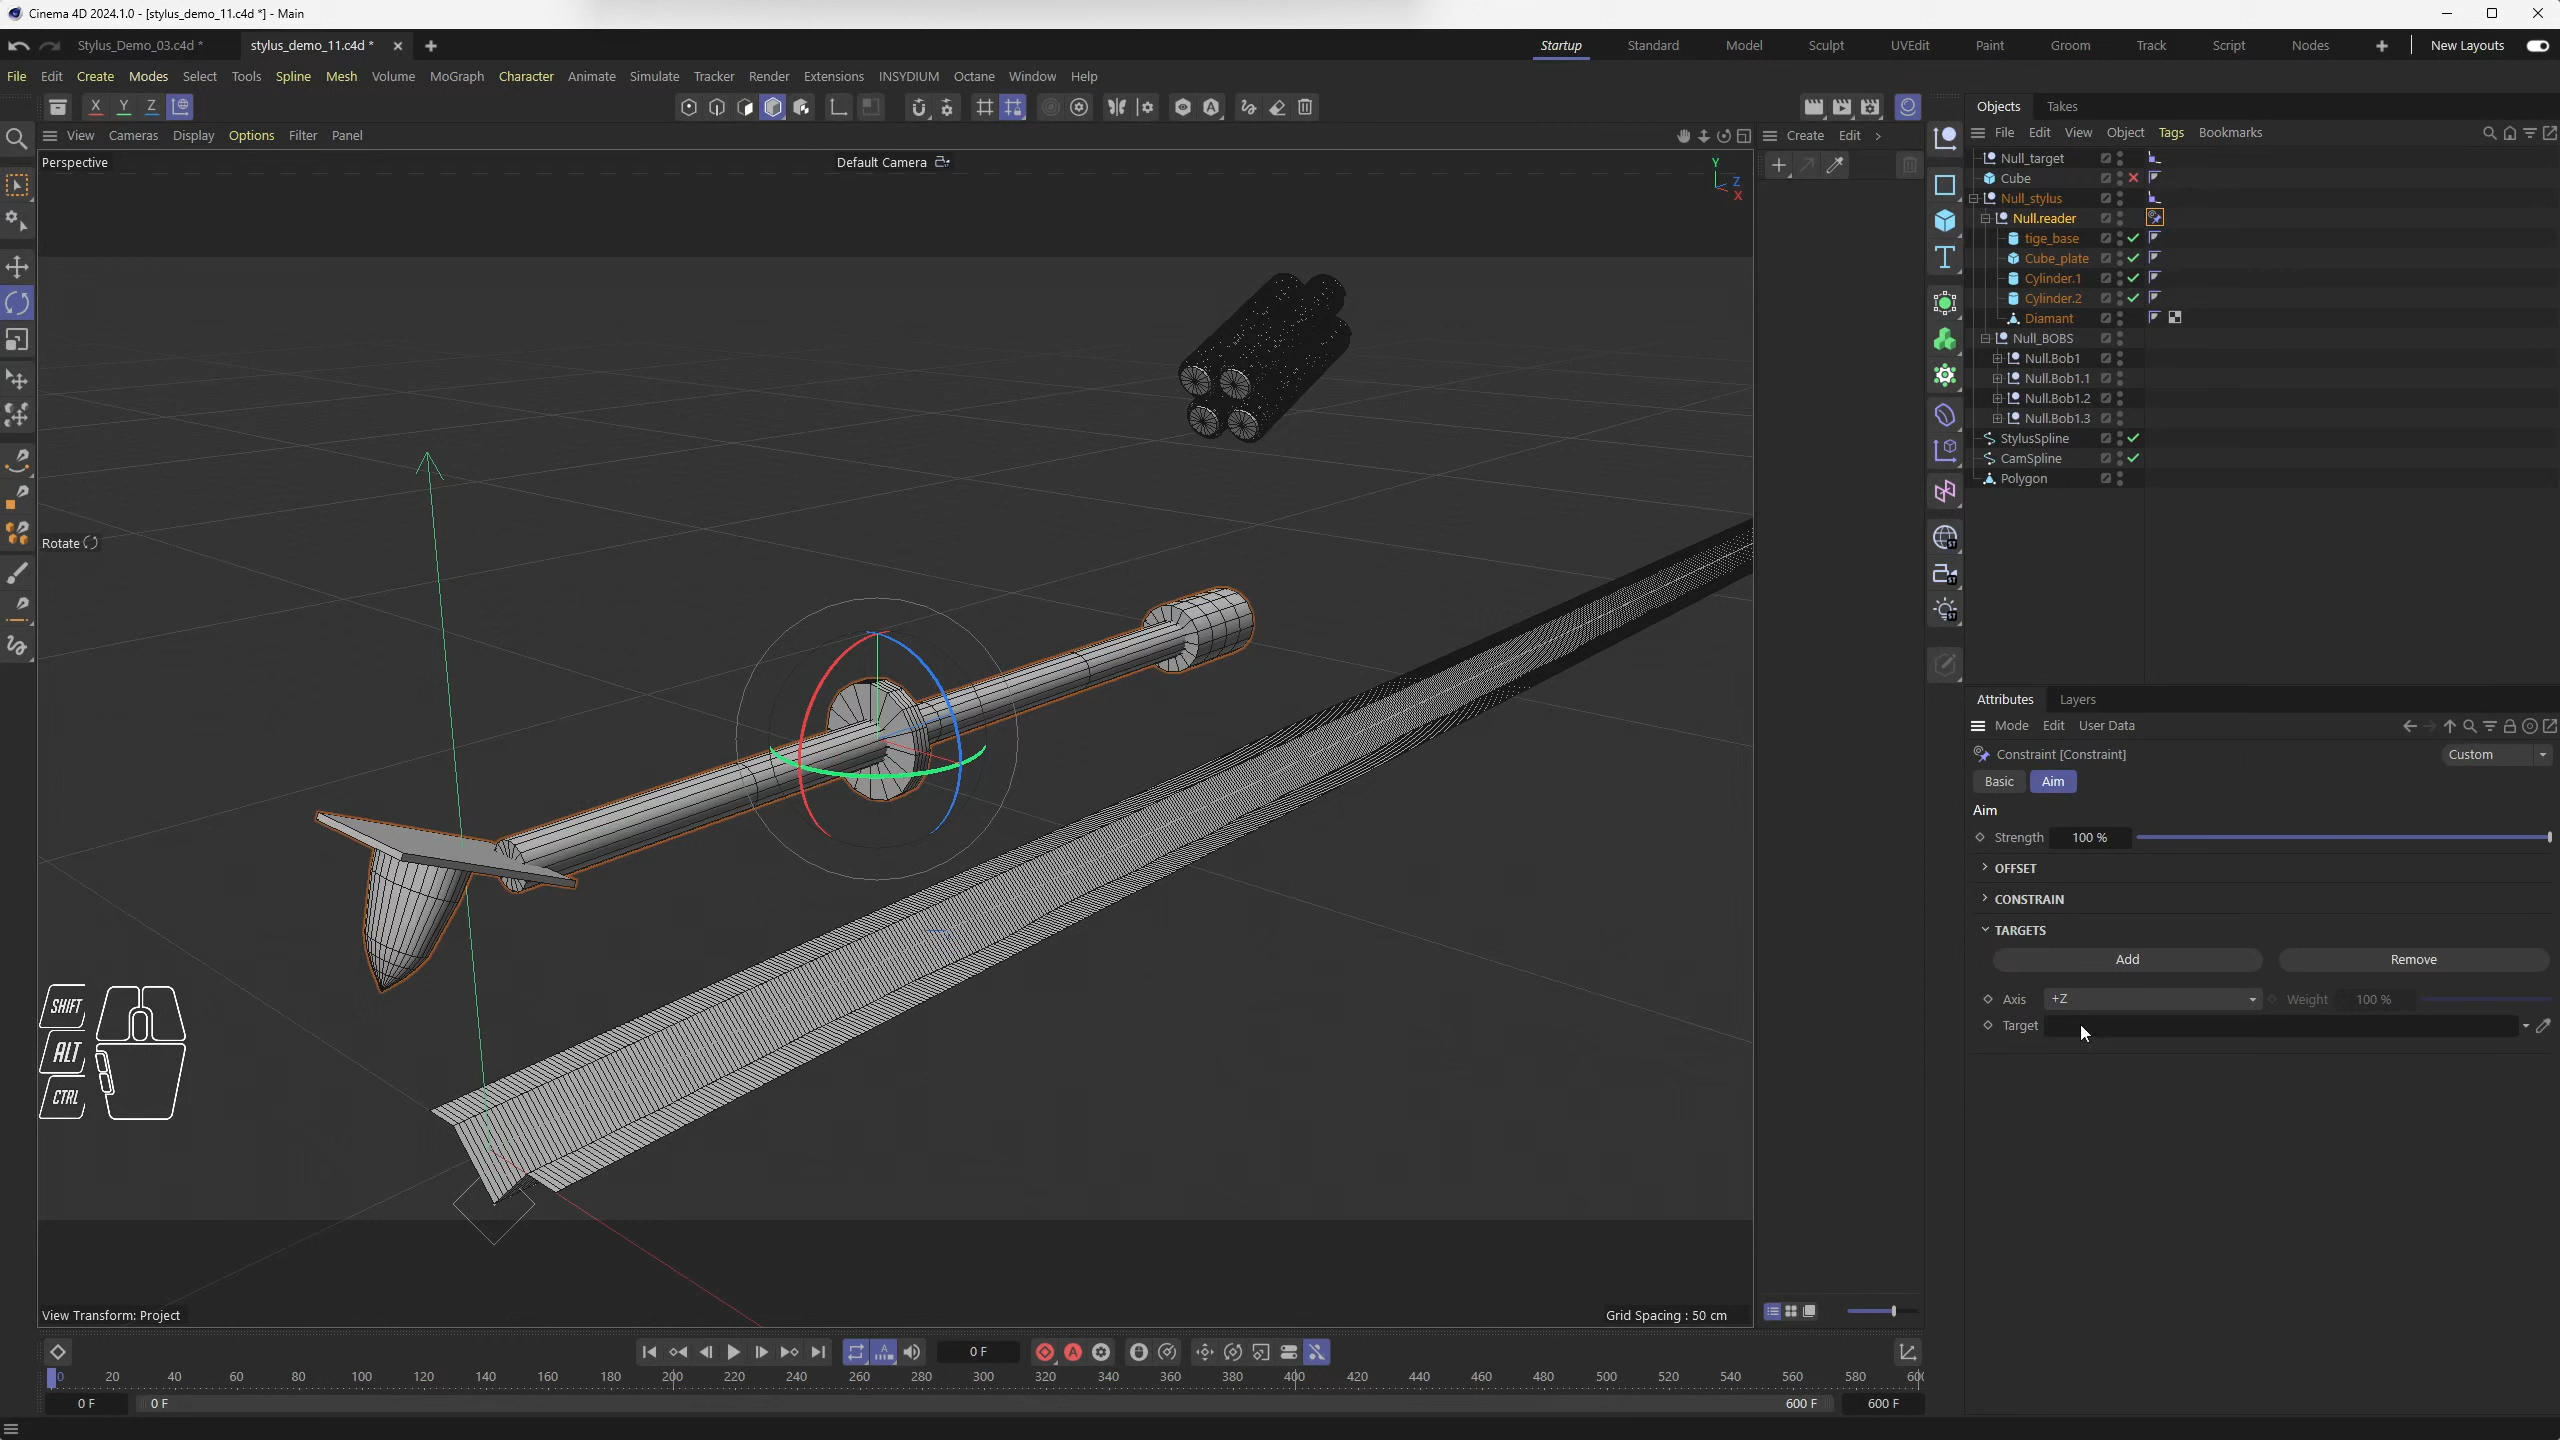 Cinema 4D 2024.1.0 - [stylus_demo_11.c4d *] - Main
Stylus_Demo_03.c4d * stylus_demo_11.c4d * Startup Standard Model Sculpt UVEdit Paint Groom Track Script Nodes New Layouts
File Edit Create Modes Select Tools Spline Mesh Volume MoGraph Character Animate Simulate Tracker Render Extensions INSYDIUM Octane Window Help
X Y Z
Objects Takes
View Cameras Display Options Filter Panel
Create Edit
File Edit View Object Tags Bookmarks
Perspective
Default Camera
Y
Z
X
Null_target
Cube
Null_stylus
Null.reader
tige_base
Cube_plate
Cylinder.1
Cylinder.2
Diamant
Null_BOBS
Null.Bob1
Null.Bob1.1
Null.Bob1.2
Null.Bob1.3
StylusSpline
CamSpline
Polygon
Rotate
Attributes Layers
Mode Edit User Data
Constraint [Constraint] Custom
Basic Aim
Aim
Strength 100 %
OFFSET
CONSTRAIN
TARGETS
Add Remove
Axis +Z Weight 100 %
Target
SHIFT
ALT
CTRL
View Transform: Project
Grid Spacing : 50 cm
0 F
0 20 40 60 80 100 120 140 160 180 200 220 240 260 280 300 320 340 360 380 400 420 440 460 480 500 520 540 560 580 600
0 F 0 F 600 F 600 F